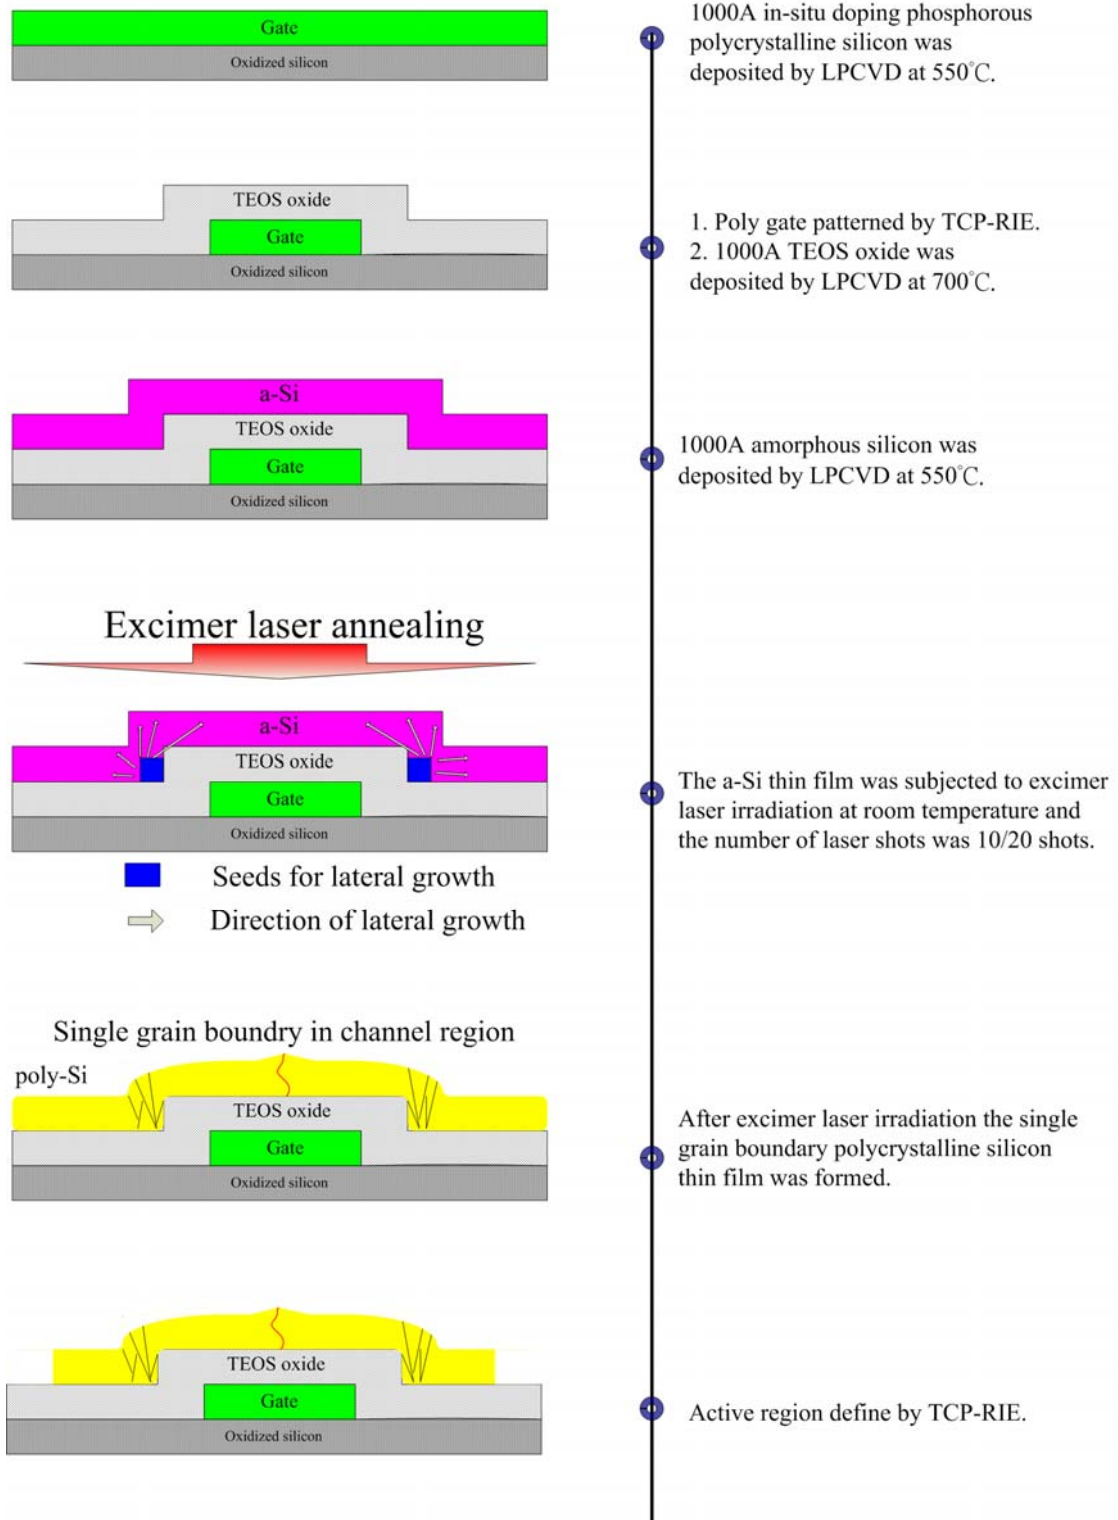 Gate
Oxidized silicon
1000A in-situ doping phosphorous
polycrystalline silicon was
deposited by LPCVD at 550℃.
TEOS oxide
Gate
Oxidized silicon
1. Poly gate patterned by TCP-RIE.
2. 1000A TEOS oxide was
deposited by LPCVD at 700℃.
a-Si
TEOS oxide
Gate
Oxidized silicon
1000A amorphous silicon was
deposited by LPCVD at 550℃.
Excimer laser annealing
a-Si
TEOS oxide
Gate
Oxidized silicon
Seeds for lateral growth
Direction of lateral growth
The a-Si thin film was subjected to excimer
laser irradiation at room temperature and
the number of laser shots was 10/20 shots.
Single grain boundry in channel region
poly-Si
TEOS oxide
Gate
Oxidized silicon
After excimer laser irradiation the single
grain boundary polycrystalline silicon
thin film was formed.
TEOS oxide
Gate
Oxidized silicon
Active region define by TCP-RIE.